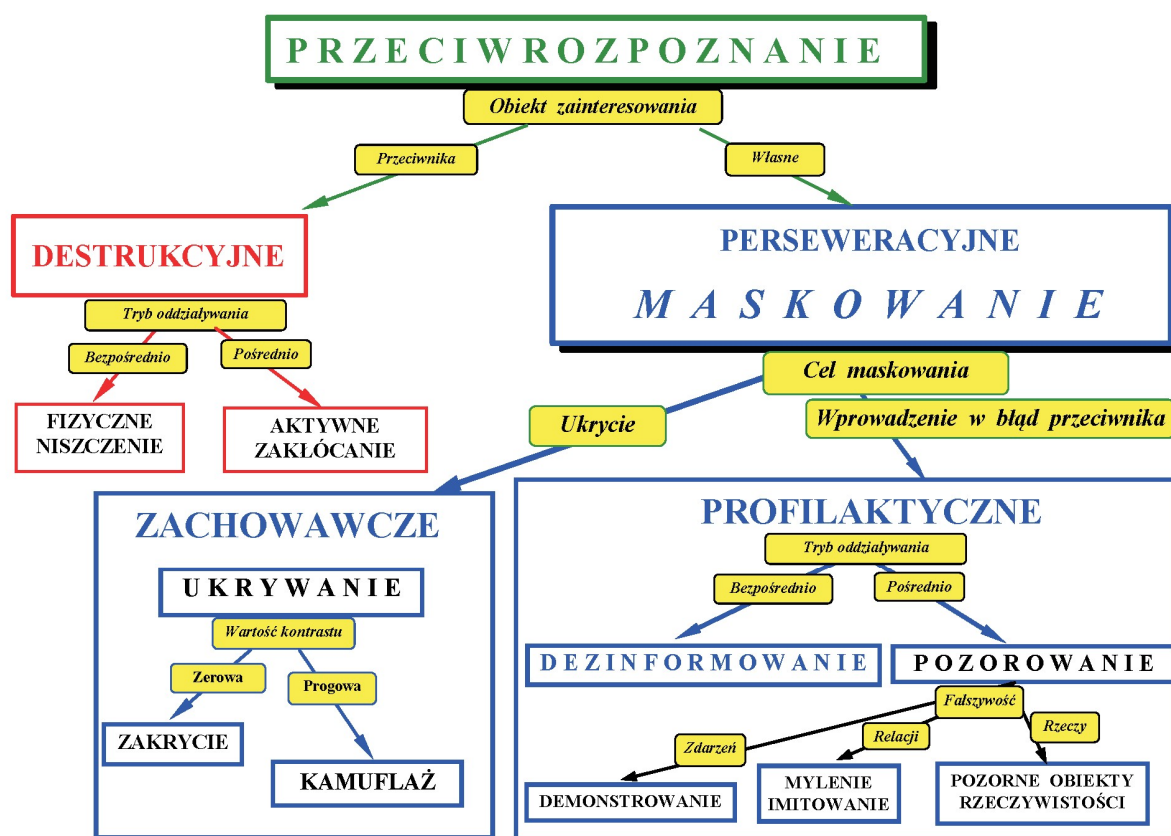 PRZECIWROZPOZNANIE
Obiekt zainteresowania
Przeciwnika
Własne
DESTRUKCYJNE
Tryb oddziaływania
Bezpośrednio
Pośrednio
FIZYCZNE
NISZCZENIE
AKTYWNE
ZAKŁÓCANIE
PERSEWERACYJNE
MASKOWANIE
Cel maskowania
Ukrycie
Wprowadzenie w błąd przeciwnika
ZACHOWAWCZE
UKRYWANIE
Wartość kontrastu
Zerowa
Progowa
ZAKRYCIE
KAMUFLAŻ
PROFILAKTYCZNE
Tryb oddziaływania
Bezpośrednio
Pośrednio
DEZINFORMOWANIE
POZOROWANIE
Fałszywość
Zdarzeń
Relacji
Rzeczy
DEMONSTROWANIE
MYLENIE
IMITOWANIE
POZORNE OBIEKTY
RZECZYWISTOŚCI